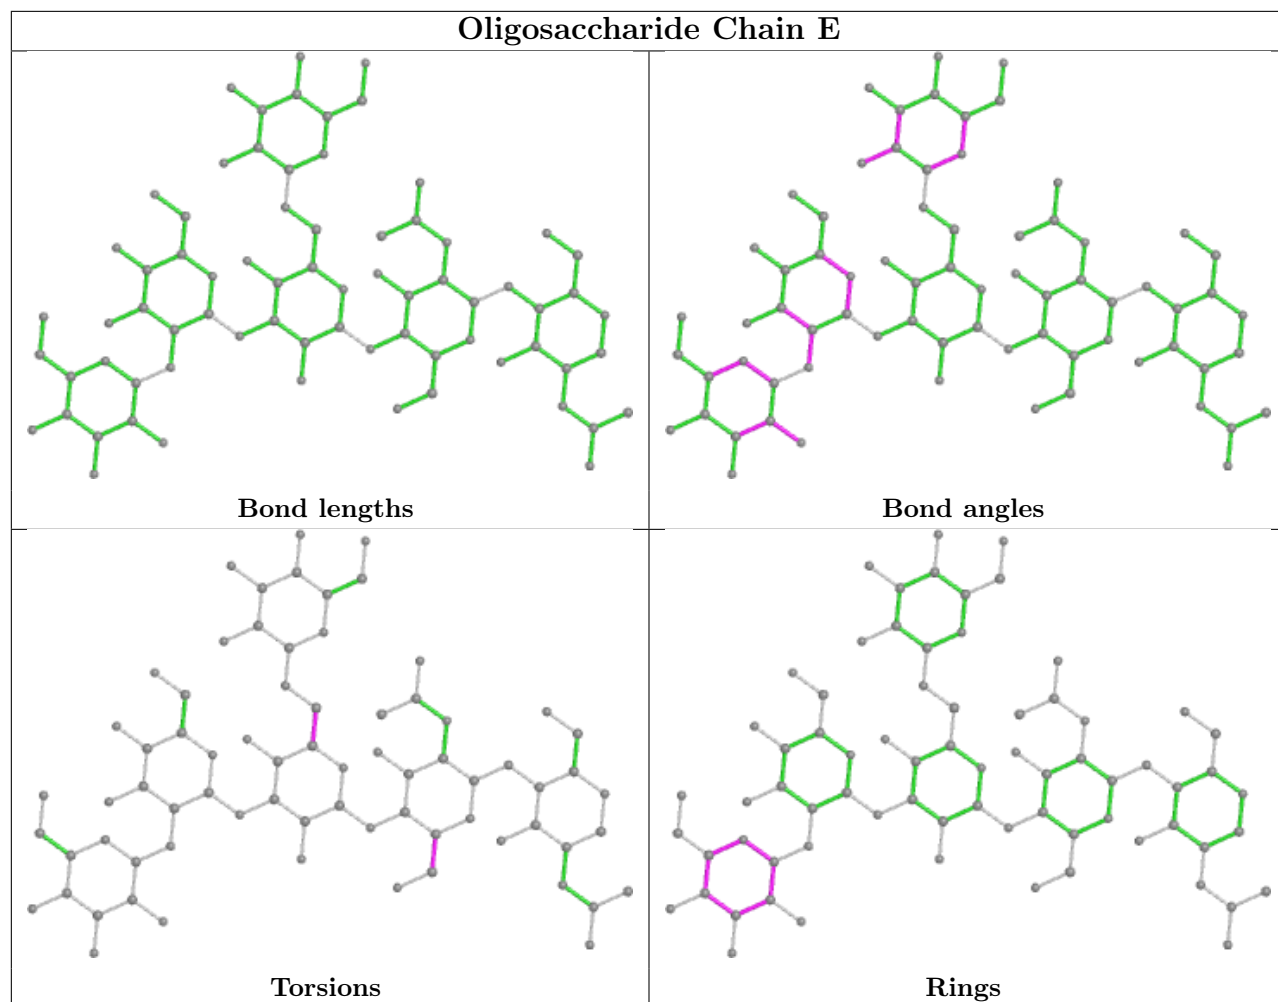 Oligosaccharide Chain E
Bond lengths
Bond angles
Torsions
Rings